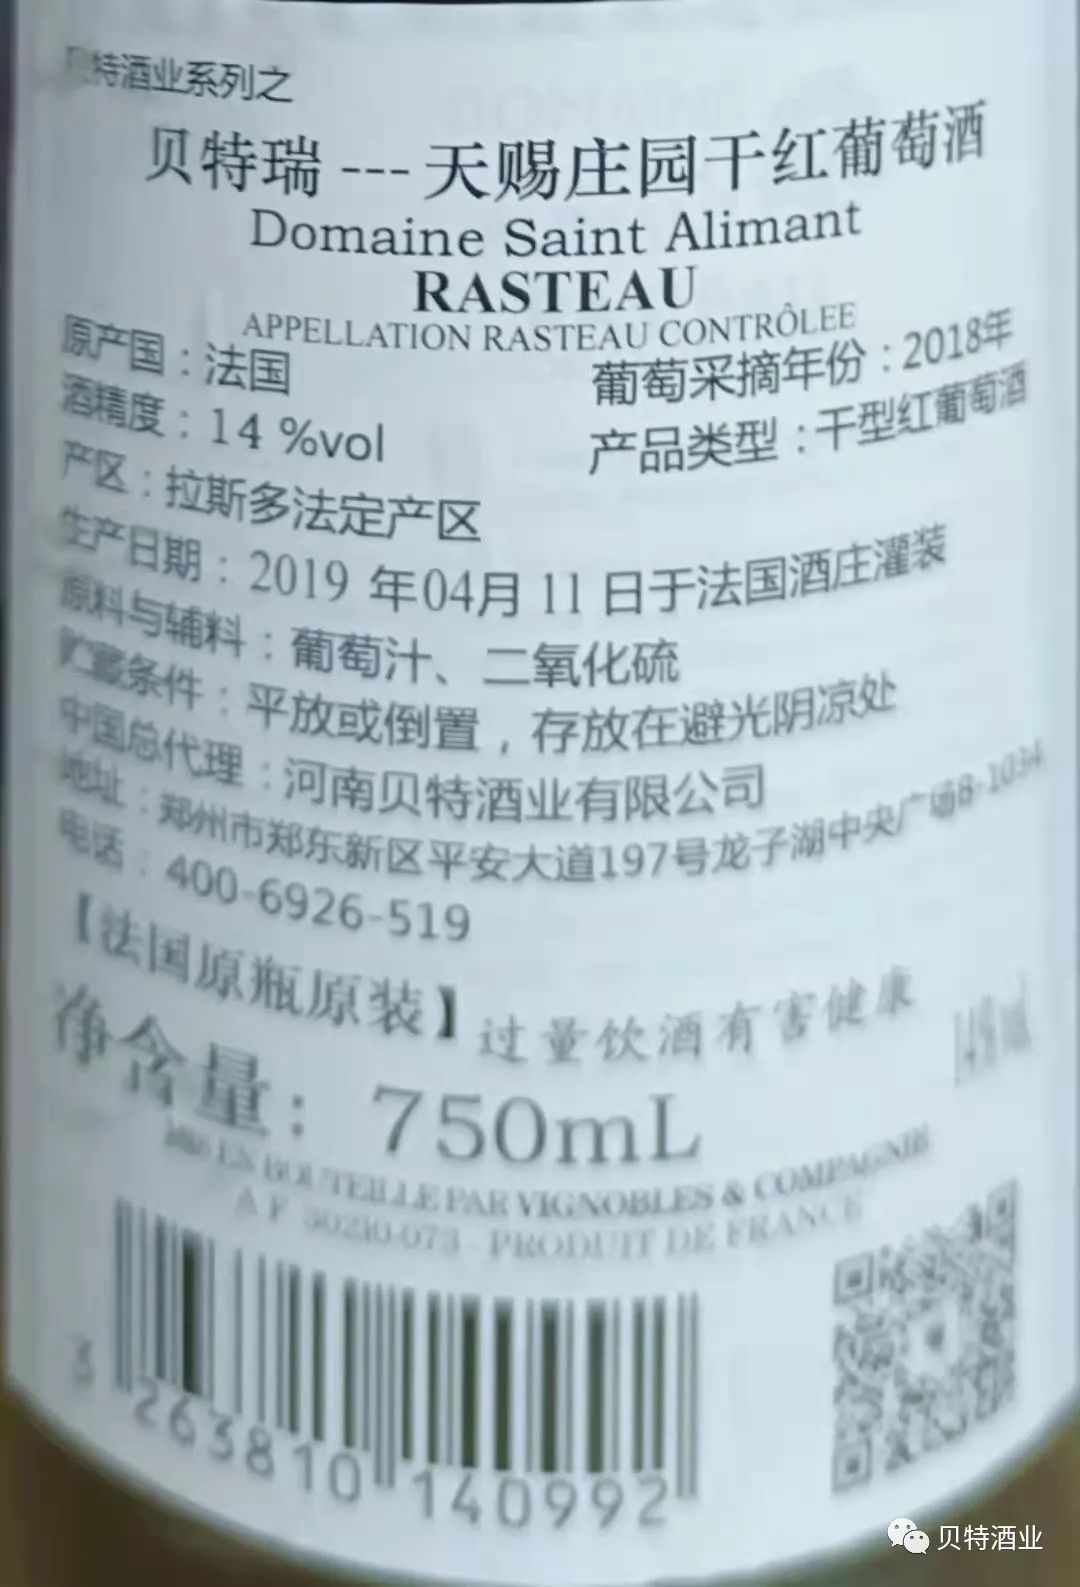 贝特酒业系列之
贝特瑞---天赐庄园干红葡萄酒
Domaine Saint Alimant
RASTEAU
APPELLATION RASTEAU CONTRÔLEE
原产国：法国 葡萄采摘年份：2018年
酒精度：14 %vol 产品类型：干型红葡萄酒
产区：拉斯多法定产区
生产日期：2019 年04月 11 日于法国酒庄灌装
原料与辅料：葡萄汁、二氧化硫
贮藏条件：平放或倒置，存放在避光阴凉处
中国总代理：河南贝特酒业有限公司
地址：郑州市郑东新区平安大道197号龙子湖中央广场B-1034
电话：400-6926-519
【法国原瓶原装】过量饮酒有害健康
净含量：750mL
EN BOUTEILLE PAR VIGNOBLES & COMPAGNIE
A F 30210-073 - PRODUIT DE FRANCE
3 263810 140992
贝特酒业